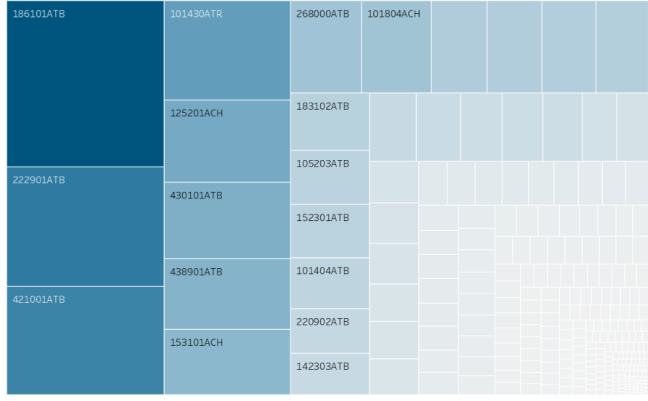 186101ATB
222901ATB
421001ATB
101430ATR
125201ACH
430101ATB
438901ATB
153101ACH
268000ATB
101804ACH
183102ATB
105203ATB
152301ATB
101404ATB
220902ATB
142303ATB